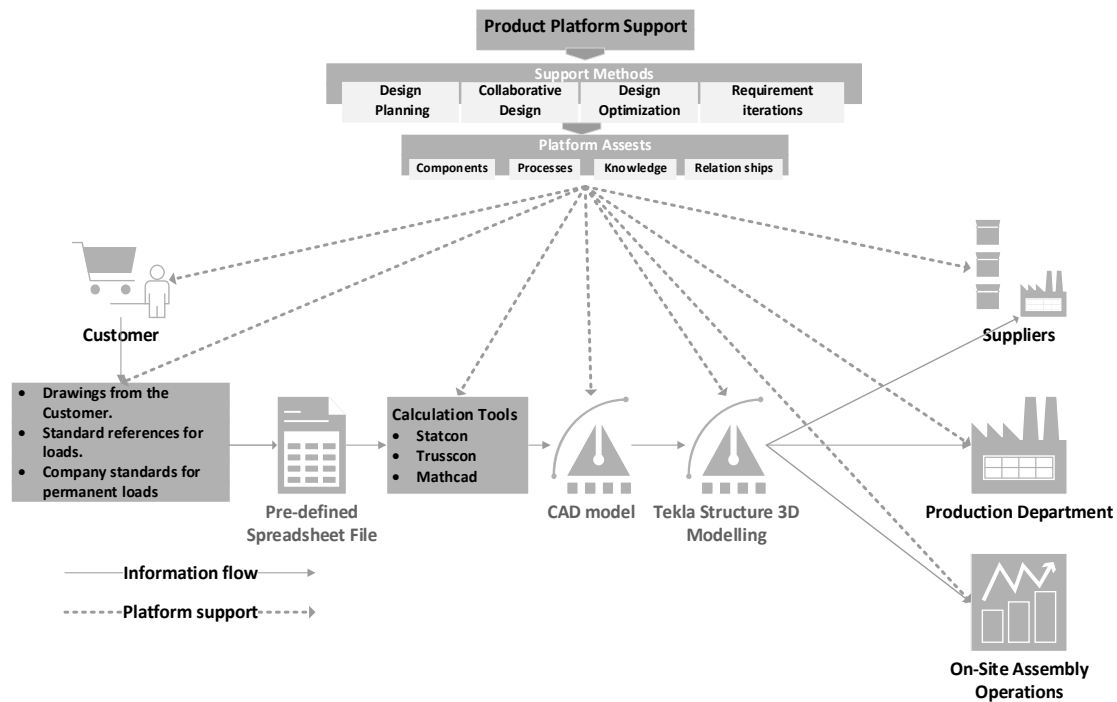 Product Platform Support
Support Methods
Design
Planning
Collaborative
Design
Design
Optimization
Requirement
iterations
Platform Assests
Components
Processes
Knowledge
Relation ships
Customer
Suppliers
• Drawings from the
Customer.
• Standard references for
loads.
• Company standards for
permanent loads
Pre-defined
Spreadsheet File
Calculation Tools
• Statcon
• Trusscon
• Mathcad
CAD model
Tekla Structure 3D
Modelling
Production Department
Information flow
Platform support
On-Site Assembly
Operations